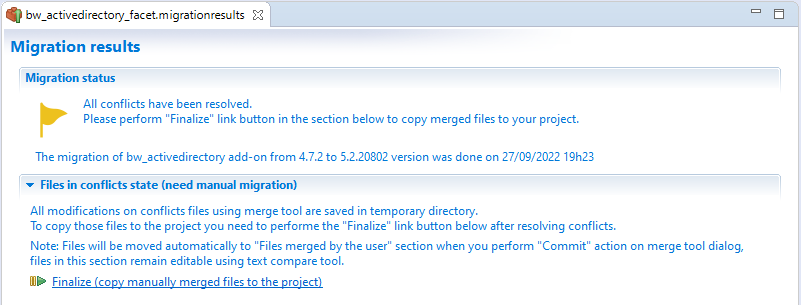 bw_activedirectory_facet.migrationresults
Migration results
Migration status
All conflicts have been resolved.
Please perform "Finalize" link button in the section below to copy merged files to your project.
The migration of bw_activedirectory add-on from 4.7.2 to 5.2.20802 version was done on 27/09/2022 19h23
Files in conflicts state (need manual migration)
All modifications on conflicts files using merge tool are saved in temporary directory.
To copy those files to the project you need to performe the "Finalize" link button below after resolving conflicts.
Note: Files will be moved automatically to "Files merged by the user" section when you perform "Commit" action on merge tool dialog,
files in this section remain editable using text compare tool.
Finalize (copy manually merged files to the project)